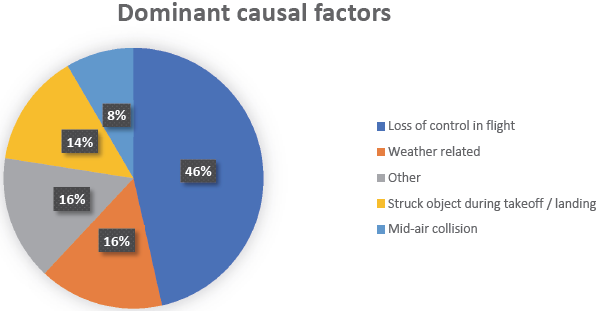 Dominant causal factors
8%
14%
46%
16%
16%
Loss of control in flight
Weather related
Other
Struck object during takeoff / landing
Mid-air collision